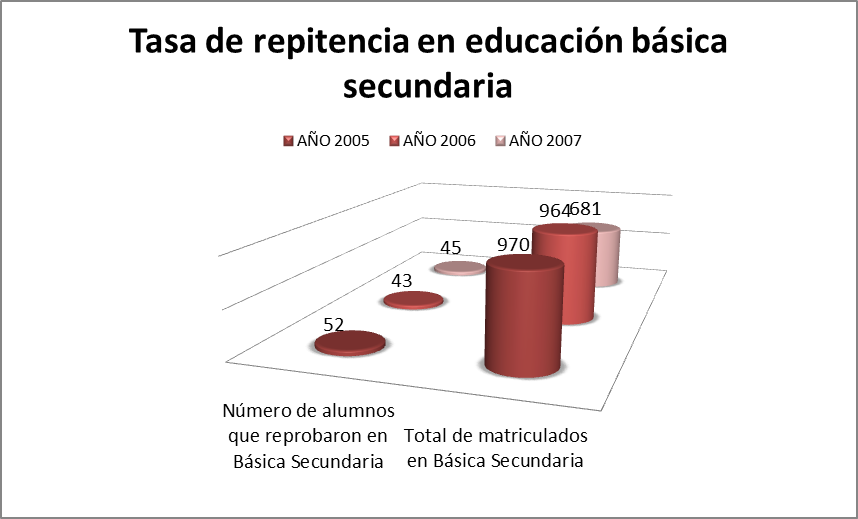 Tasa de repitencia en educación básica
secundaria
AÑO 2005 AÑO 2006 AÑO 2007
964 681
970
45
43
52
Número de alumnos
que reprobaron en
Básica Secundaria
Total de matriculados
en Básica Secundaria